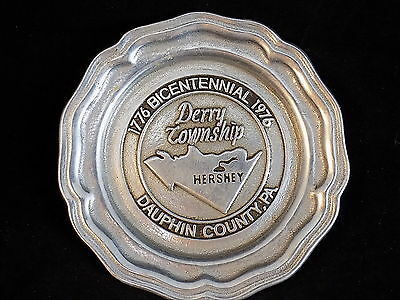 1776 BICENTENNIAL 1976
Derry
Township
HERSHEY
DAUPHIN COUNTY, PA